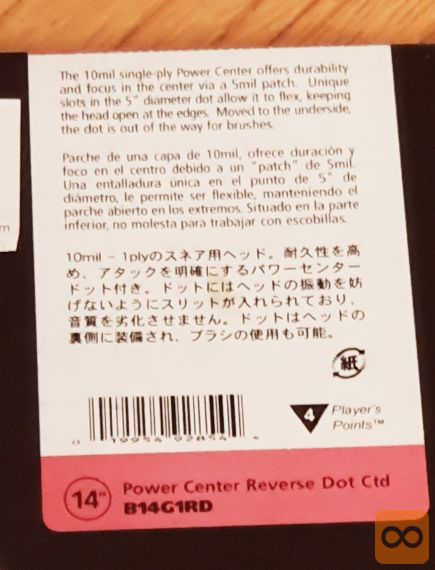 The 10mil single-ply Power Center offers durability
and focus in the center via a 5mil patch. Unique
slots in the 5" diameter dot allow it to flex, keeping
the head open at the edges. Moved to the underside,
the dot is out of the way for brushes.
Parche de una capa de 10mil, ofrece duración y
foco en el centro debido a un "patch" de 5mil.
Una entalladura única en el punto de 5" de
diámetro, le permite ser flexible, manteniendo el
parche abierto en los extremos. Situado en la parte
inferior, no molesta para trabajar con escobillas.
10mil – 1plyのスネア用ヘッド。耐久性を高
め、アタックを明確にするパワーセンター
ドット付き。ドットにはヘッドの振動を妨
げないようにスリットが入れられており、
音質を劣化させません。ドットはヘッドの
裏側に装備され、ブラシの使用も可能。
紙
4 Player's
Points™
0 19954 92854 4
14" Power Center Reverse Dot Ctd
B14G1RD